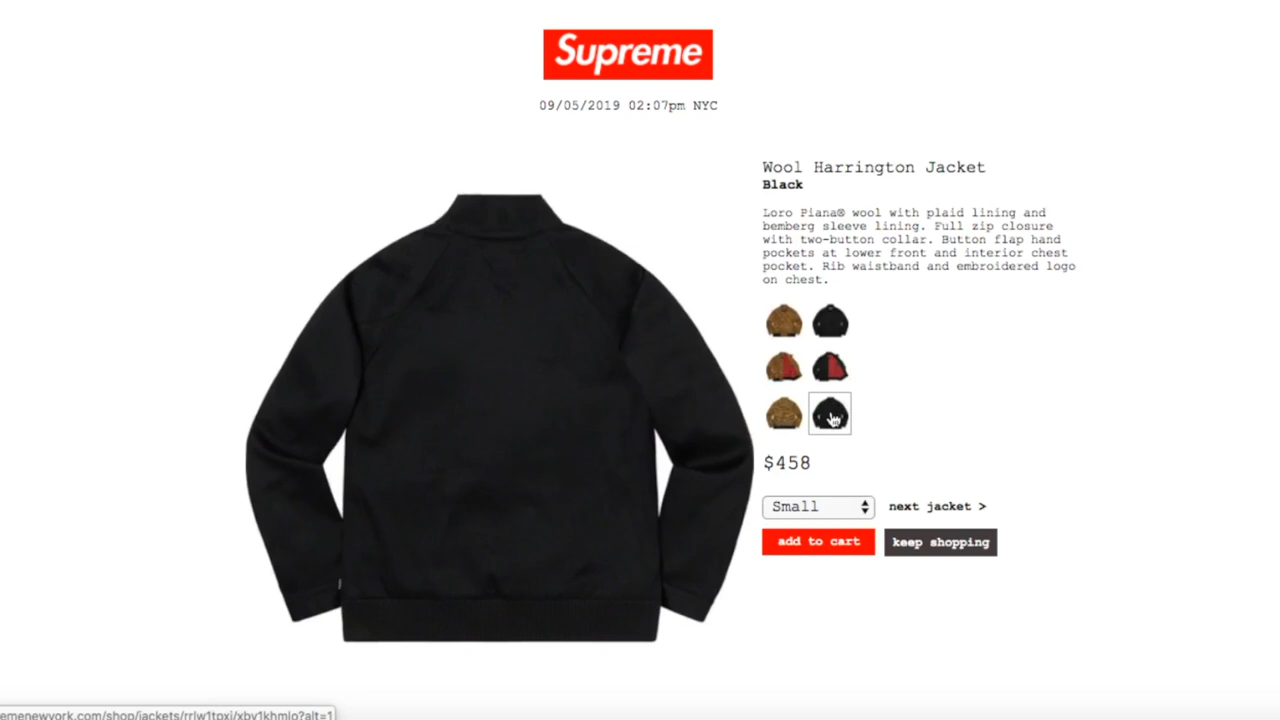 Supreme
09/05/2019 02:07pm NYC
Wool Harrington Jacket
Black
Loro Piana® wool with plaid lining and
bemberg sleeve lining. Full zip closure
with two-button collar. Button flap hand
pockets at lower front and interior chest
pocket. Rib waistband and embroidered logo
on chest.
$458
Small
next jacket >
add to cart
keep shopping